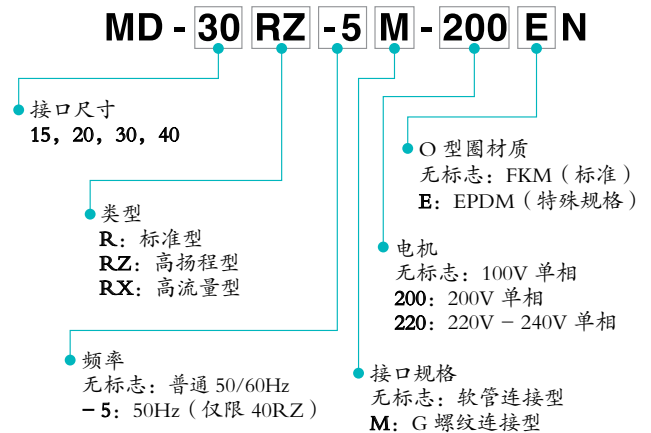 MD - 30 RZ -5 M - 200 E N
接口尺寸
15，20，30，40
O 型圈材质
无标志：FKM（标准）
E：EPDM（特殊规格）
类型
R：标准型
RZ：高扬程型
RX：高流量型
电机
无标志：100V 单相
200：200V 单相
220：220V － 240V 单相
频率
无标志：普通 50/60Hz
－5：50Hz（仅限 40RZ）
接口规格
无标志：软管连接型
M：G 螺纹连接型